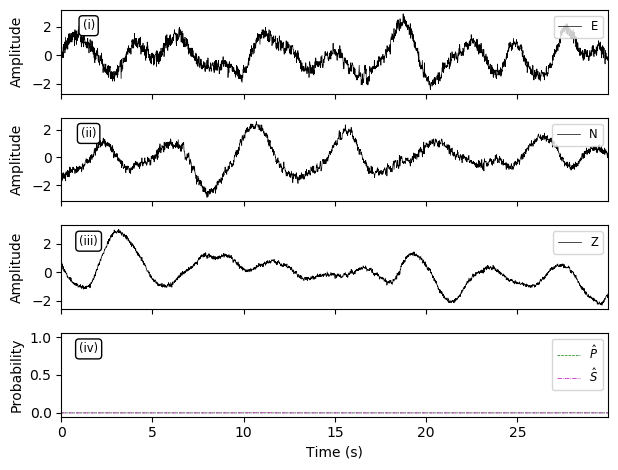 Amplitude
2
0
−2
(i)
E
Amplitude
2
0
−2
(ii)
N
Amplitude
2
0
−2
(iii)
Z
Probability
1.0
0.5
0.0
(iv)
P̂
Ŝ
0 5 10 15 20 25
Time (s)